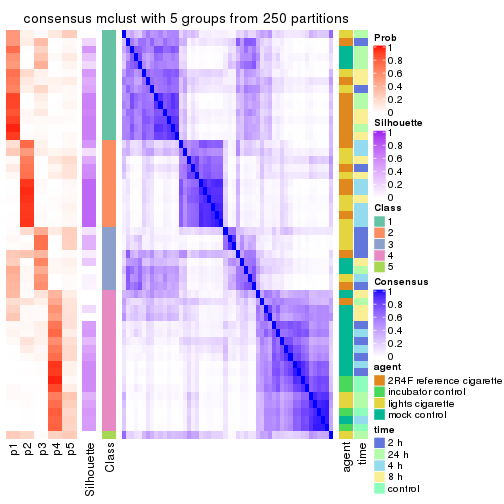 consensus mclust with 5 groups from 250 partitions
Prob
1
0.8
0.6
0.4
0.2
0
Silhouette
1
0.8
0.6
0.4
0.2
0
Class
1
2
3
4
5
Consensus
1
0.8
0.6
0.4
0.2
0
agent
2R4F reference cigarette
incubator control
lights cigarette
mock control
time
2 h
24 h
4 h
8 h
control
p1
p2
p3
p4
p5
Silhouette
Class
agent
time